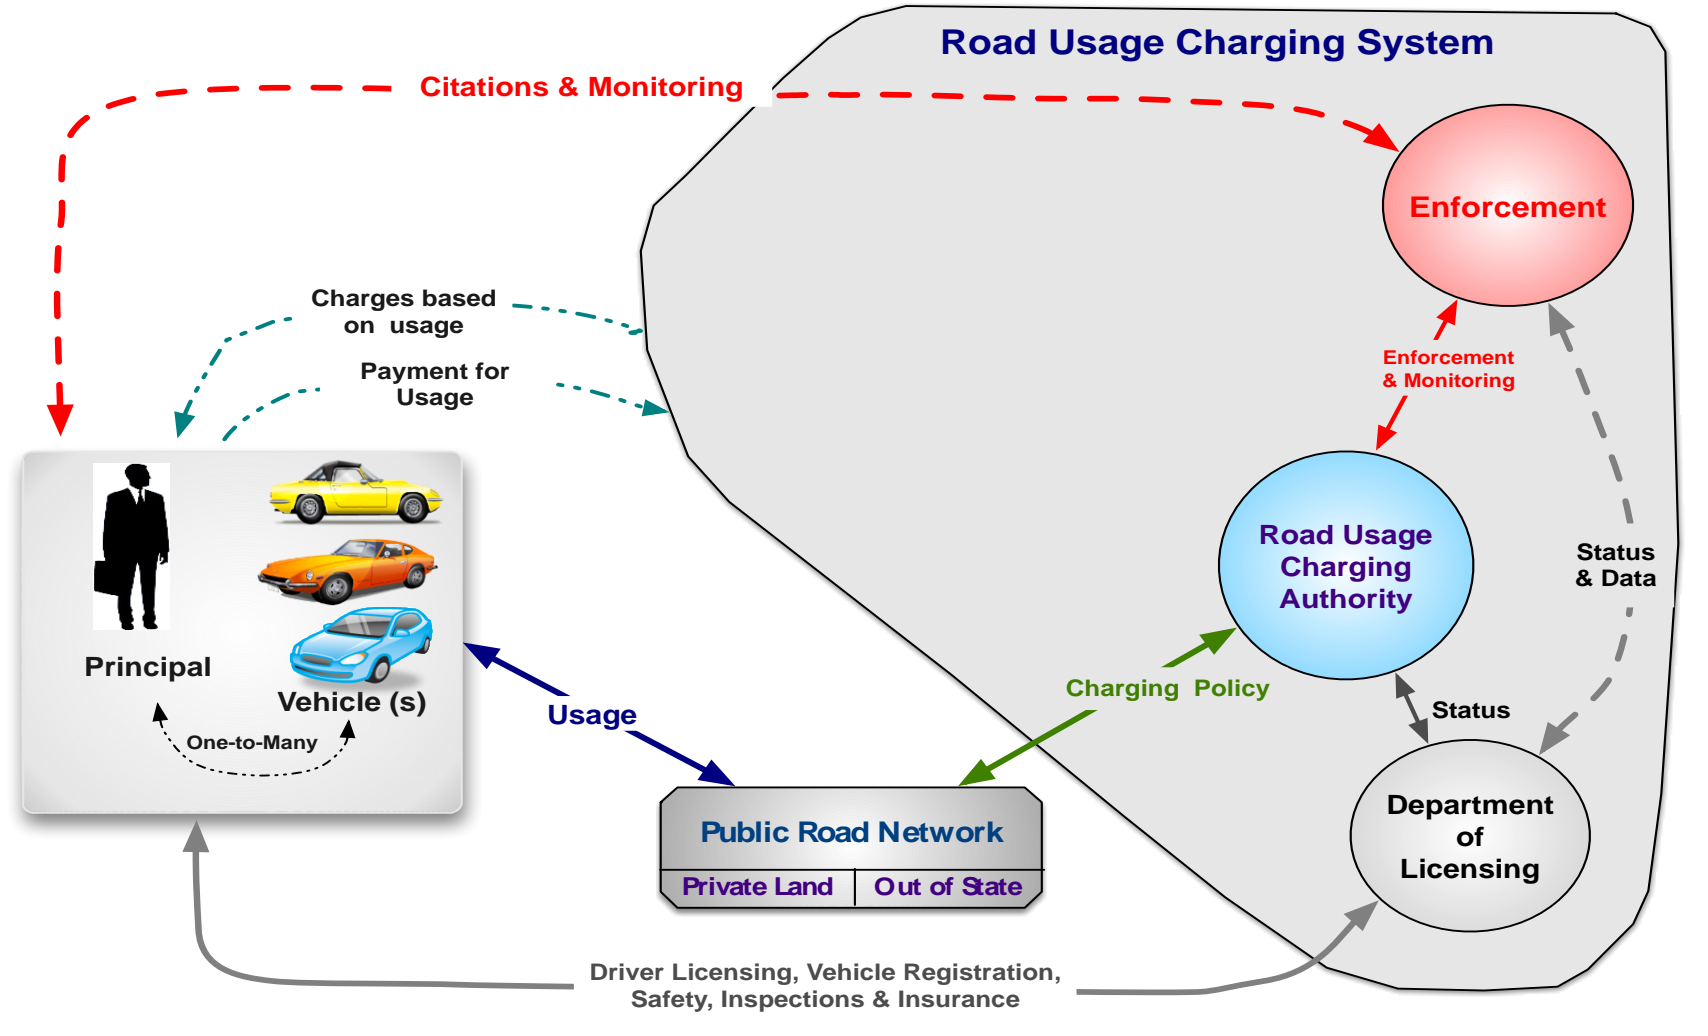 Road Usage Charging System
Citations & Monitoring
Enforcement
Charges based
on usage
Payment for
Usage
Enforcement
& Monitoring
Road Usage
Charging
Authority
Status
& Data
Principal
Vehicle (s)
One-to-Many
Usage
Charging Policy
Status
Public Road Network
Private Land
Out of State
Department
of
Licensing
Driver Licensing, Vehicle Registration,
Safety, Inspections & Insurance